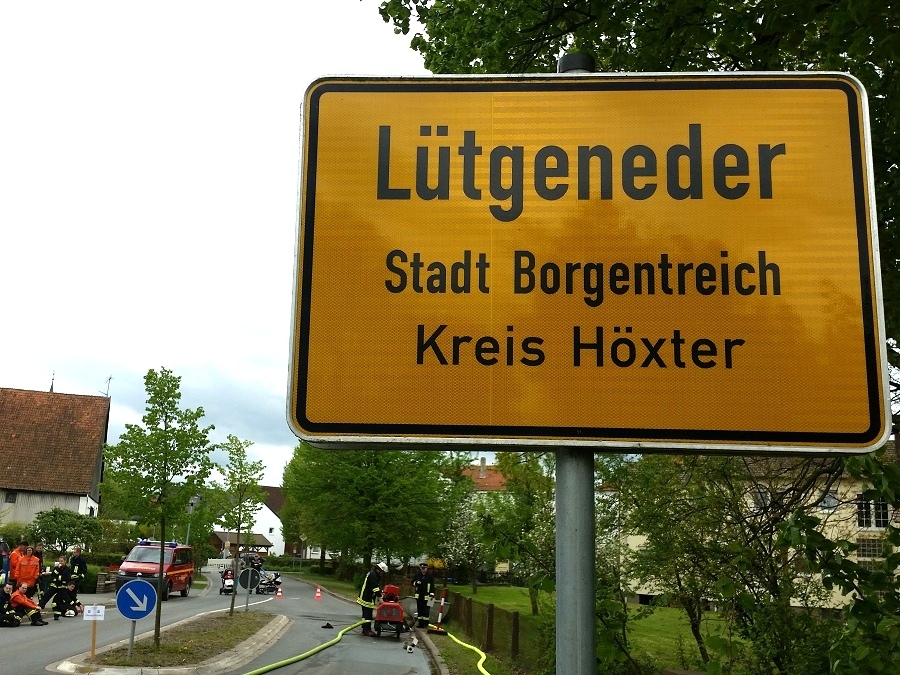 Lütgeneder
Stadt Borgentreich
Kreis Höxter